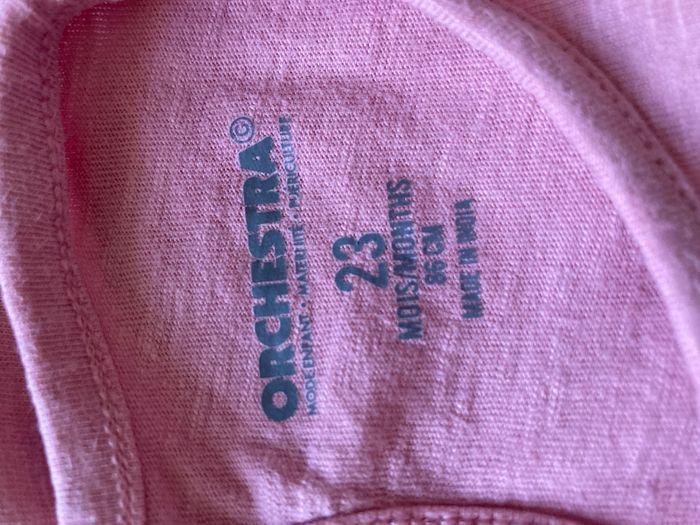 ORCHESTRA©
MODE ENFANT • MATERNITÉ • PUÉRICULTURE
23
MOIS/MONTHS
86 CM
MADE IN INDIA